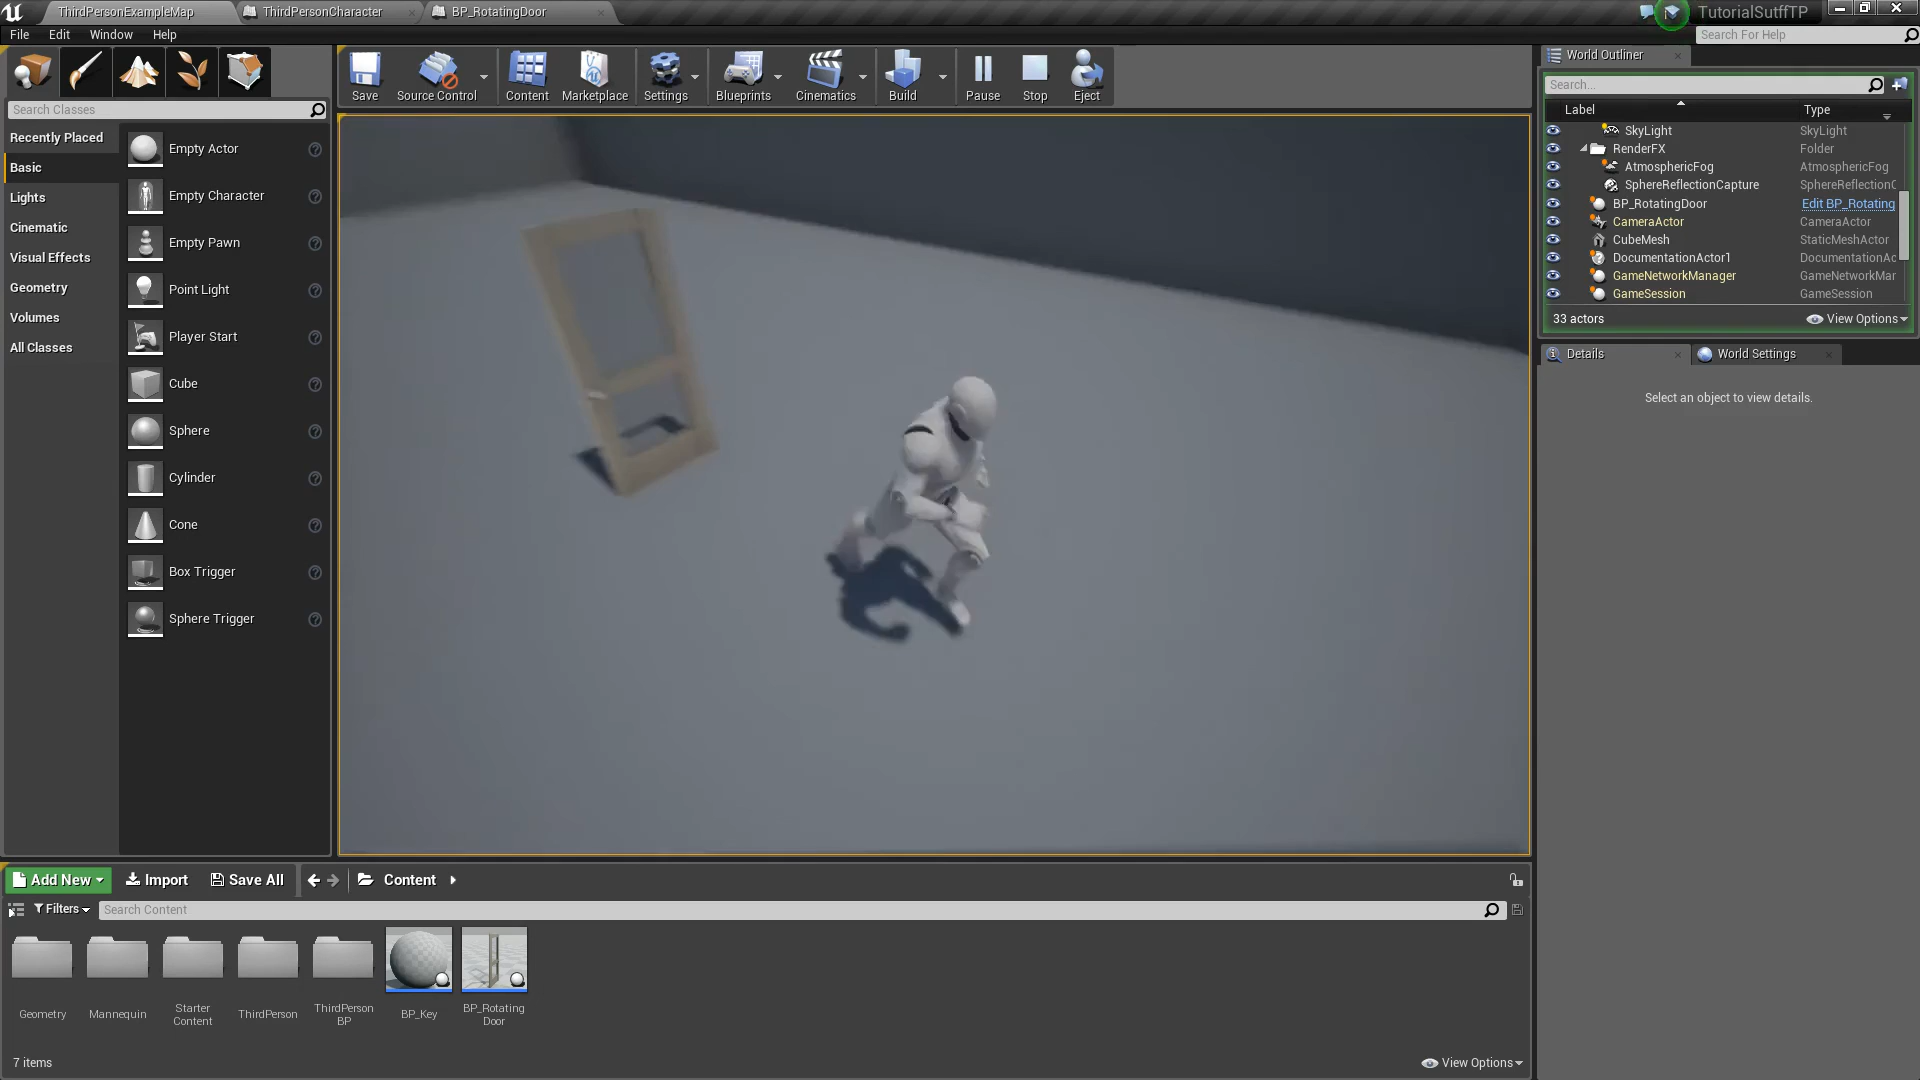 ThirdPersonExampleMap
ThirdPersonCharacter
BP_RotatingDoor
TutorialSutffTP
File Edit Window Help
Search For Help
Save
Source Control
Content
Marketplace
Settings
Blueprints
Cinematics
Build
Pause
Stop
Eject
Search Classes
Recently Placed
Basic
Lights
Cinematic
Visual Effects
Geometry
Volumes
All Classes
Empty Actor
Empty Character
Empty Pawn
Point Light
Player Start
Cube
Sphere
Cylinder
Cone
Box Trigger
Sphere Trigger
World Outliner
Search...
Label Type
SkyLight SkyLight
RenderFX Folder
AtmosphericFog AtmosphericFog
SphereReflectionCapture SphereReflectionC
BP_RotatingDoor Edit BP_Rotating
CameraActor CameraActor
CubeMesh StaticMeshActor
DocumentationActor1 DocumentationAc
GameNetworkManager GameNetworkMar
GameSession GameSession
33 actors
View Options
Details
World Settings
Select an object to view details.
Add New
Import
Save All
Content
Filters
Search Content
Geometry
Mannequin
Starter
Content
ThirdPerson
ThirdPerson
BP
BP_Key
BP_Rotating
Door
7 items
View Options